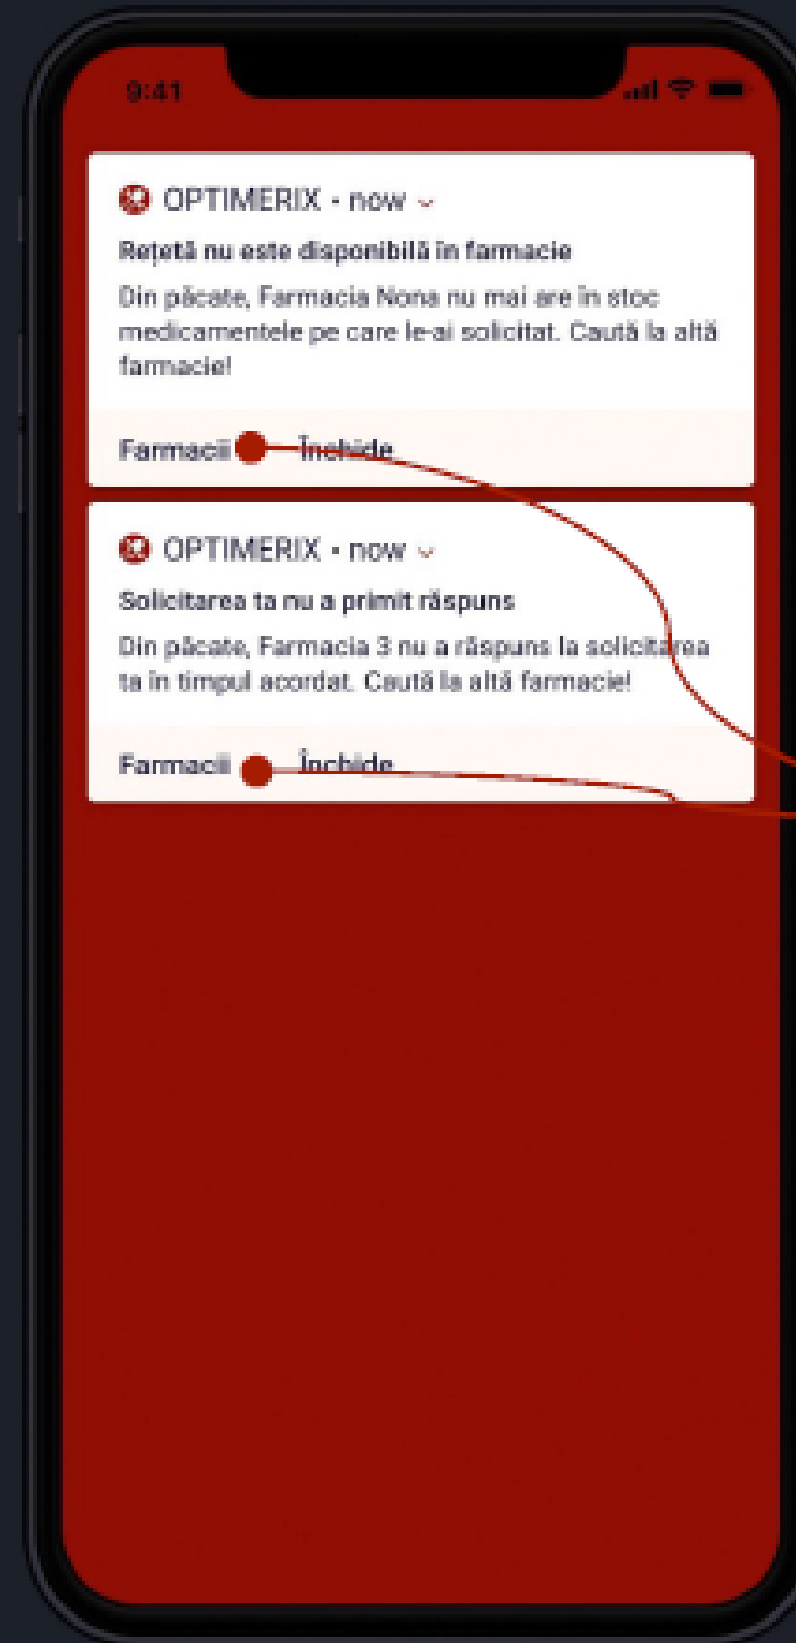 9:41
OPTIMERIX - now
Rețetă nu este disponibilă în farmacie
Din păcate, Farmacia Nona nu mai are în stoc
medicamentele pe care le-ai solicitat. Caută la altă
farmacie!
Farmacii Închide
OPTIMERIX - now
Solicitarea ta nu a primit răspuns
Din păcate, Farmacia 3 nu a răspuns la solicitarea
ta în timpul acordat. Caută la altă farmacie!
Farmacii Închide